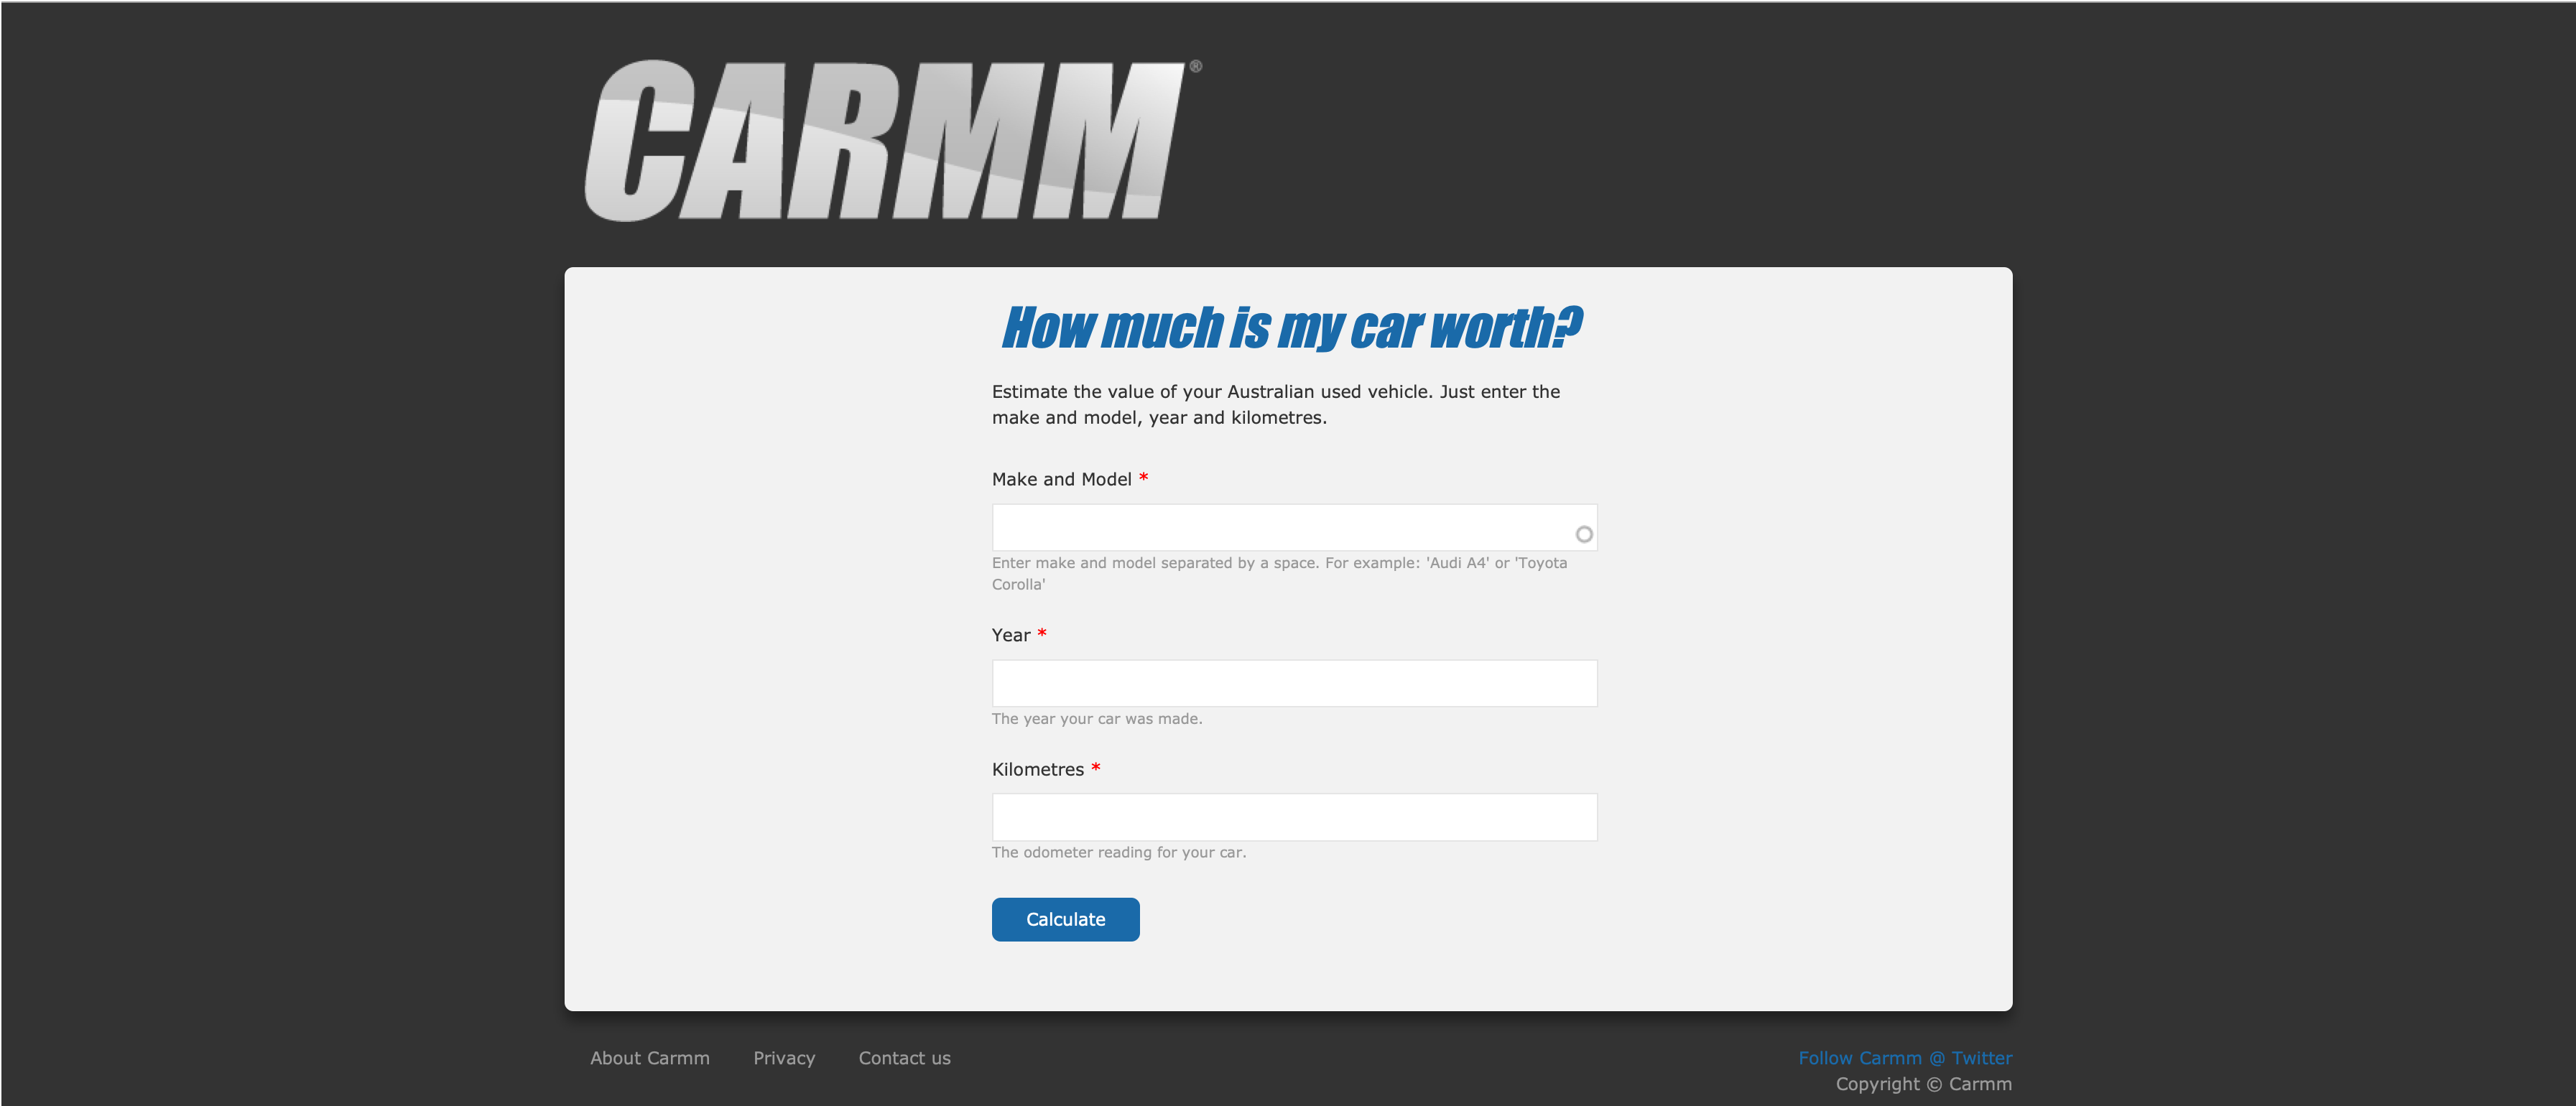 CARMM®
How much is my car worth?
Estimate the value of your Australian used vehicle. Just enter the
make and model, year and kilometres.
Make and Model *
Enter make and model separated by a space. For example: 'Audi A4' or 'Toyota
Corolla'
Year *
The year your car was made.
Kilometres *
The odometer reading for your car.
Calculate
About Carmm Privacy Contact us
Follow Carmm @ Twitter
Copyright © Carmm